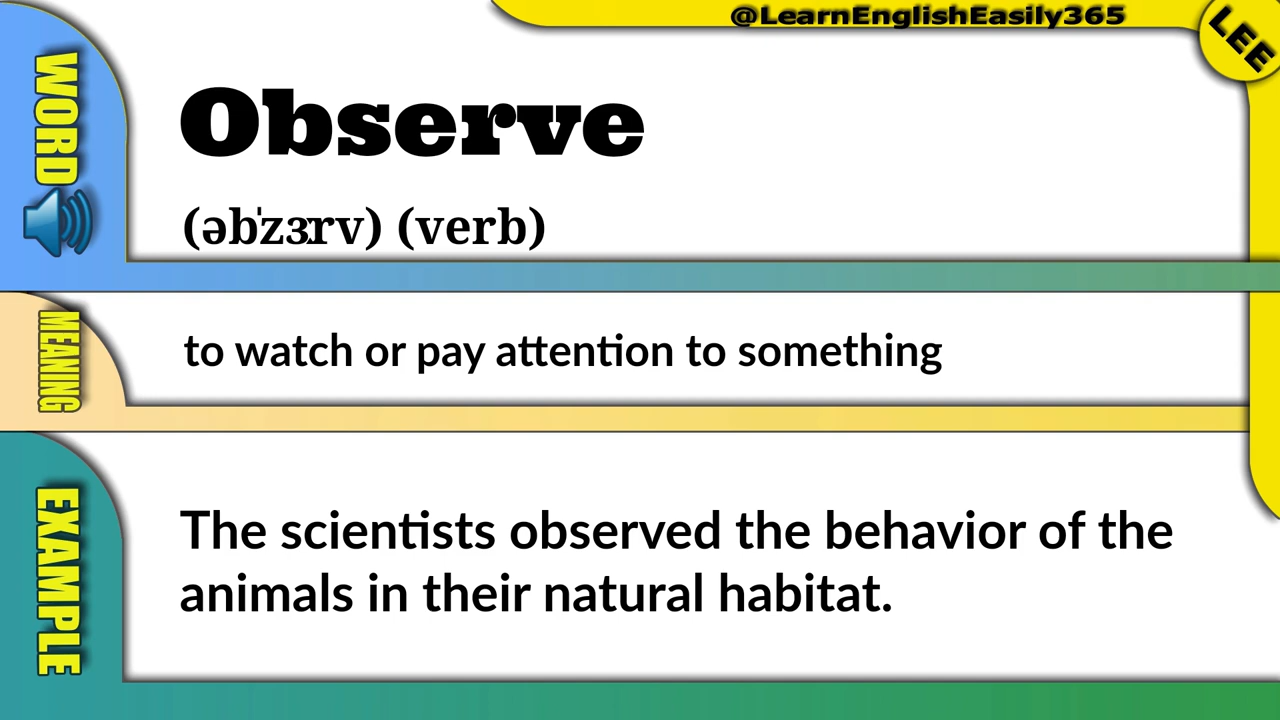 @LearnEnglishEasily365
LEE
WORD
Observe
(əbˈzɜrv) (verb)
MEANING
to watch or pay attention to something
EXAMPLE
The scientists observed the behavior of the
animals in their natural habitat.